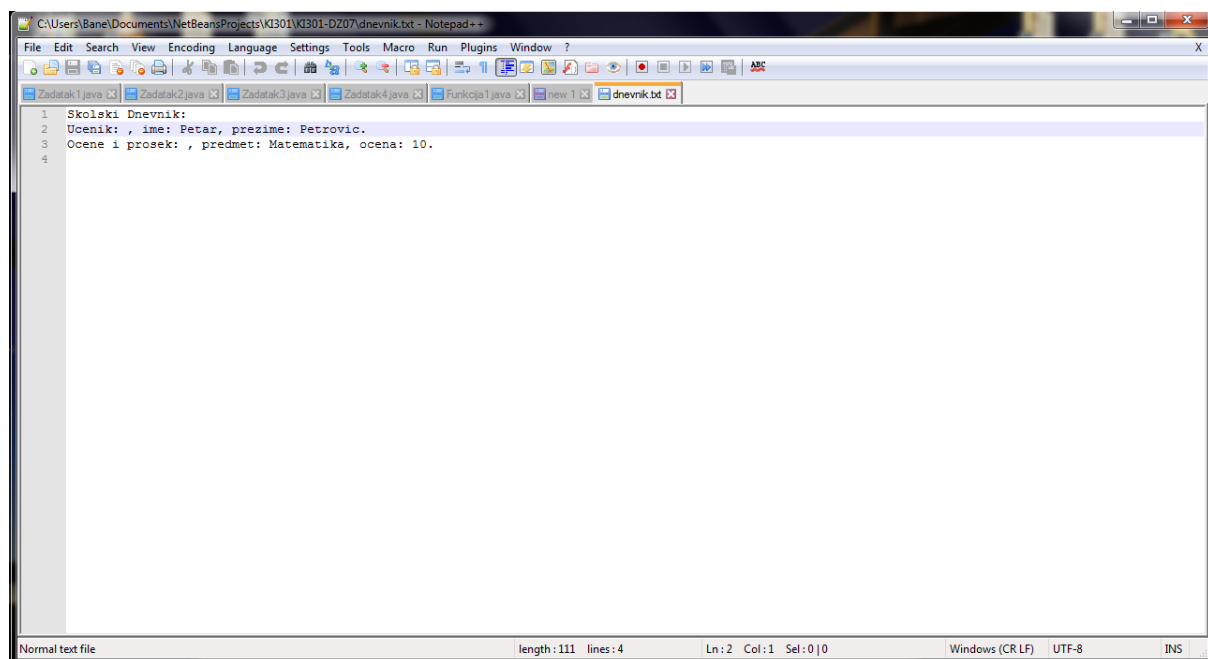 C:\Users\Bane\Documents\NetBeansProjects\KI301\KI301-DZ07\dnevnik.txt - Notepad++
File Edit Search View Encoding Language Settings Tools Macro Run Plugins Window ? X
ABC
Zadatak1.java Zadatak2.java Zadatak3.java Zadatak4.java Funkcija1.java new 1 dnevnik.txt
1 Skolski Dnevnik:
2 Ucenik: , ime: Petar, prezime: Petrovic.
3 Ocene i prosek: , predmet: Matematika, ocena: 10.
4
Normal text file length : 111 lines : 4 Ln : 2 Col : 1 Sel : 0 | 0 Windows (CR LF) UTF-8 INS